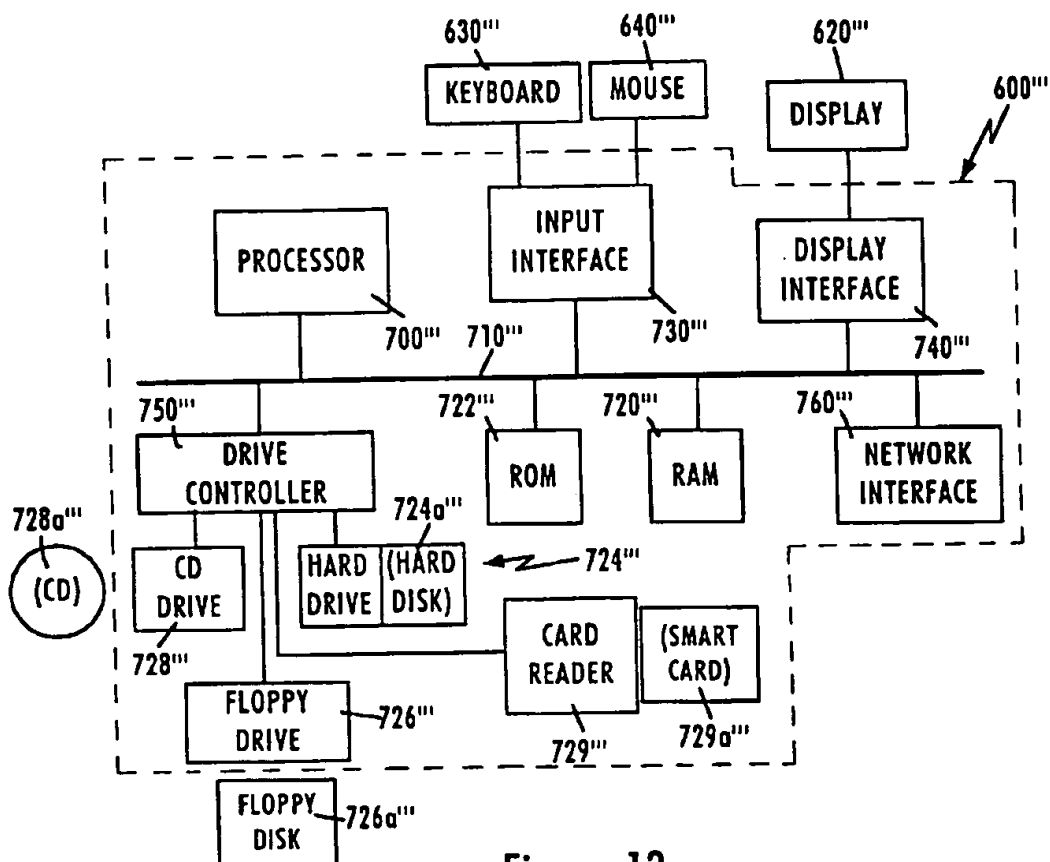 630'''
640'''
620'''
600'''
KEYBOARD
MOUSE
DISPLAY
PROCESSOR
INPUT
INTERFACE
DISPLAY
INTERFACE
700'''
710'''
730'''
740'''
750'''
722'''
720'''
760'''
DRIVE
CONTROLLER
ROM
RAM
NETWORK
INTERFACE
728a'''
(CD)
724a'''
CD
DRIVE
HARD
DRIVE
(HARD
DISK)
724'''
728'''
CARD
READER
(SMART
CARD)
FLOPPY
DRIVE
726'''
729'''
729a'''
FLOPPY
DISK
726a'''